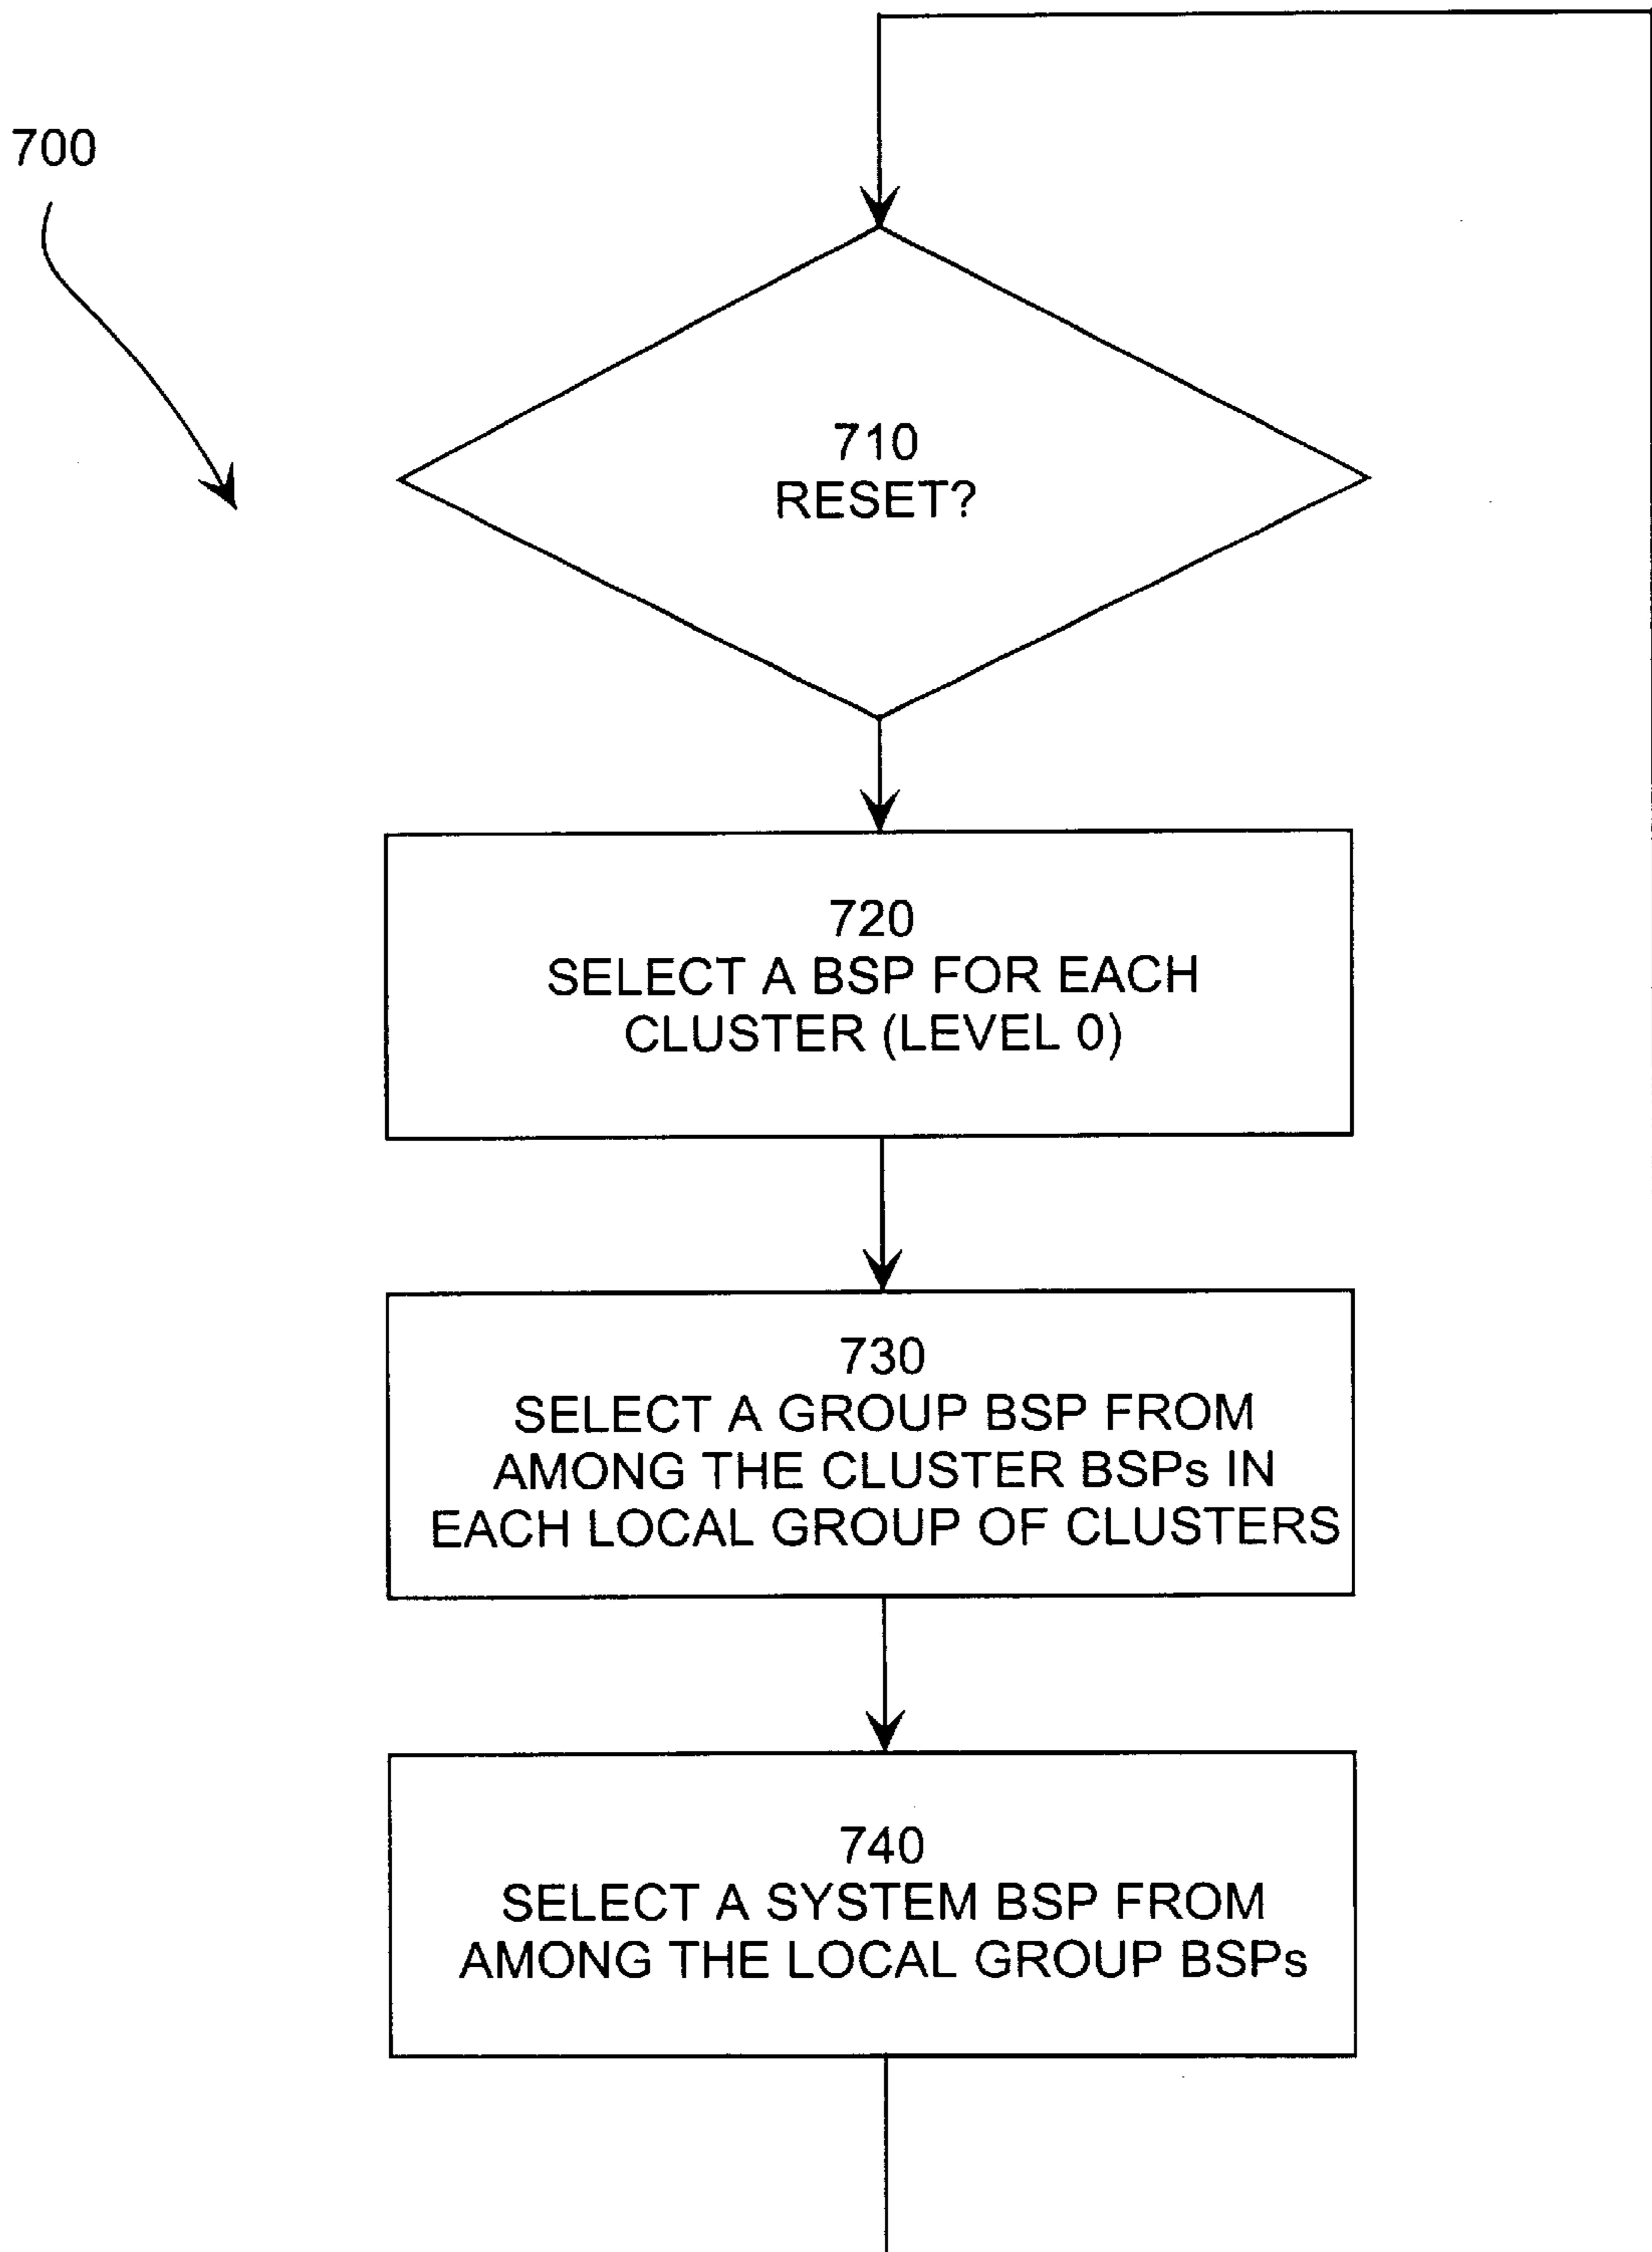 700
710
RESET?
720
SELECT A BSP FOR EACH
CLUSTER (LEVEL 0)
730
SELECT A GROUP BSP FROM
AMONG THE CLUSTER BSPs IN
EACH LOCAL GROUP OF CLUSTERS
740
SELECT A SYSTEM BSP FROM
AMONG THE LOCAL GROUP BSPs